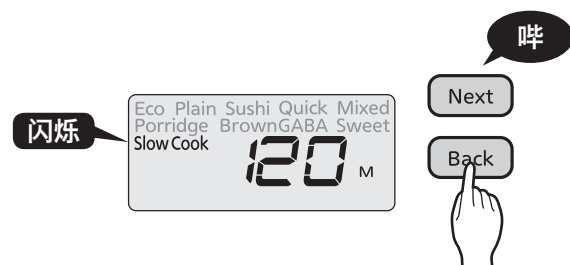 哔
Next
闪烁
Eco Plain Sushi Quick Mixed
Porridge BrownGABA Sweet
Slow Cook
120 M
Back